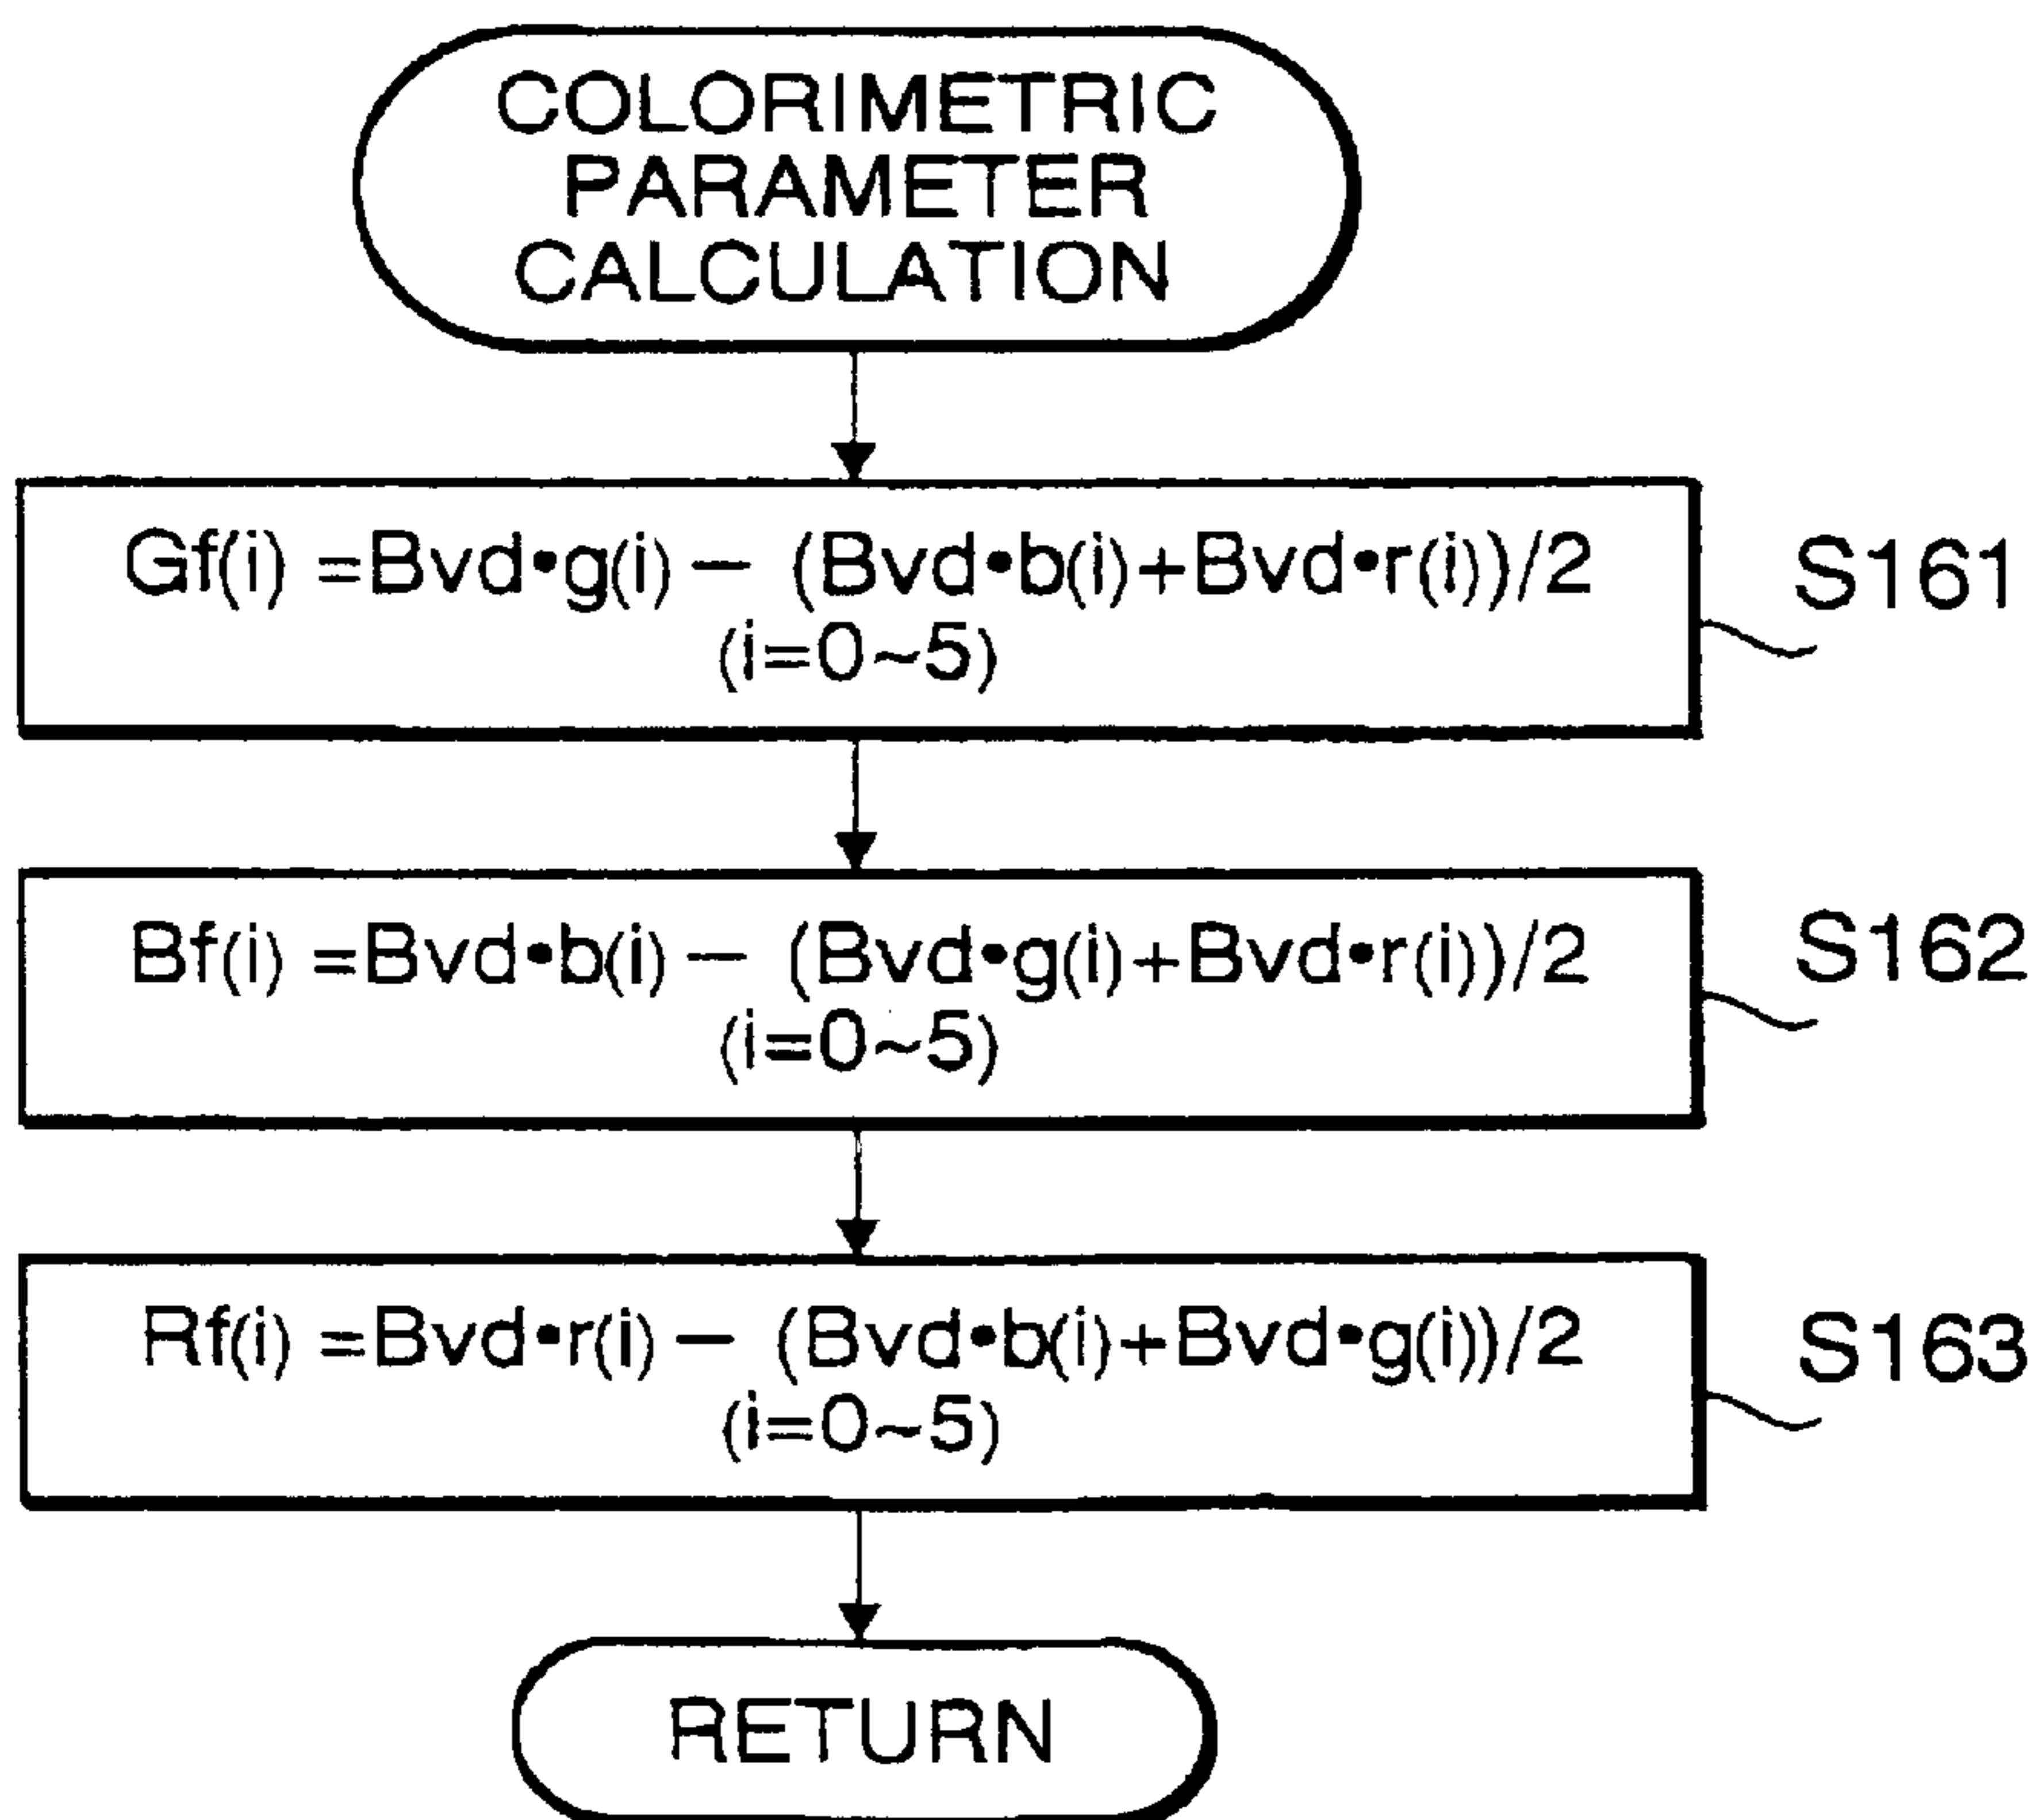 COLORIMETRIC
PARAMETER
CALCULATION
Gf(i) =Bvd•g(i) − (Bvd•b(i)+Bvd•r(i))/2
(i=0~5)
S161
Bf(i) =Bvd•b(i) − (Bvd•g(i)+Bvd•r(i))/2
(i=0~5)
S162
Rf(i) =Bvd•r(i) − (Bvd•b(i)+Bvd•g(i))/2
(i=0~5)
S163
RETURN